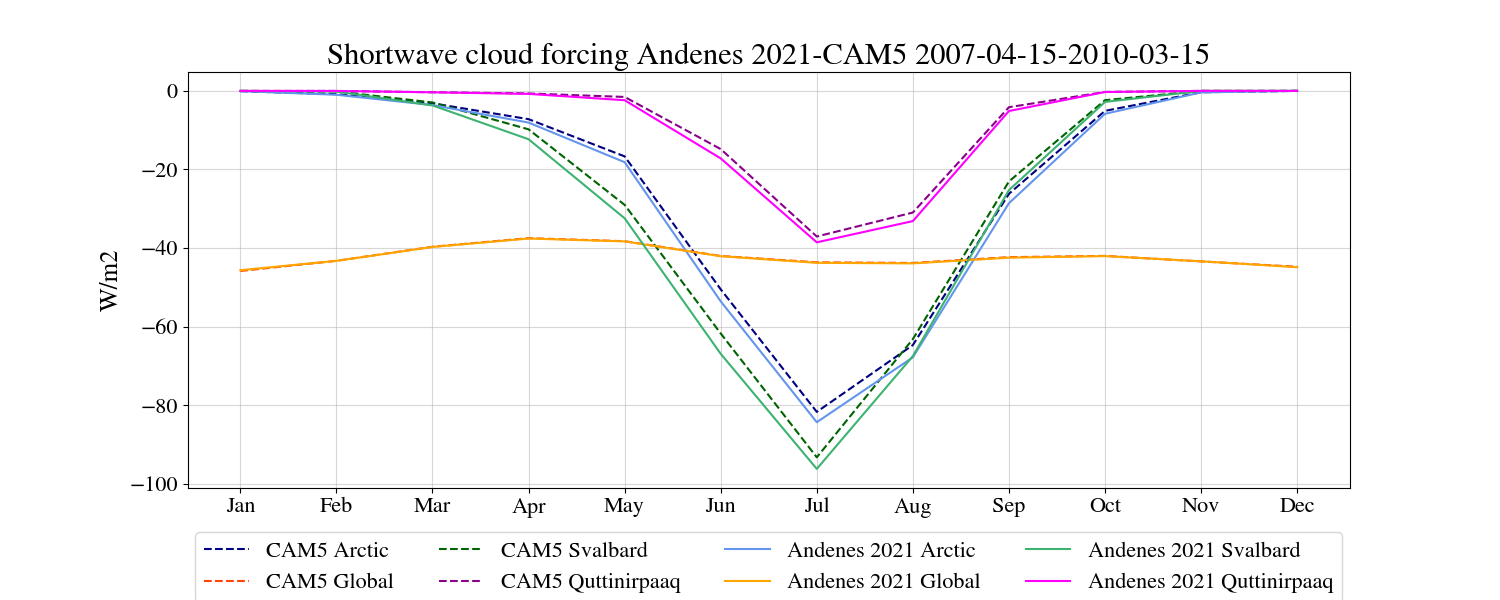 Shortwave cloud forcing Andenes 2021-CAM5 2007-04-15-2010-03-15
W/m2
0
−20
−40
−60
−80
−100
Jan Feb Mar Apr May Jun Jul Aug Sep Oct Nov Dec
CAM5 Arctic CAM5 Svalbard Andenes 2021 Arctic Andenes 2021 Svalbard
CAM5 Global CAM5 Quttinirpaaq Andenes 2021 Global Andenes 2021 Quttinirpaaq